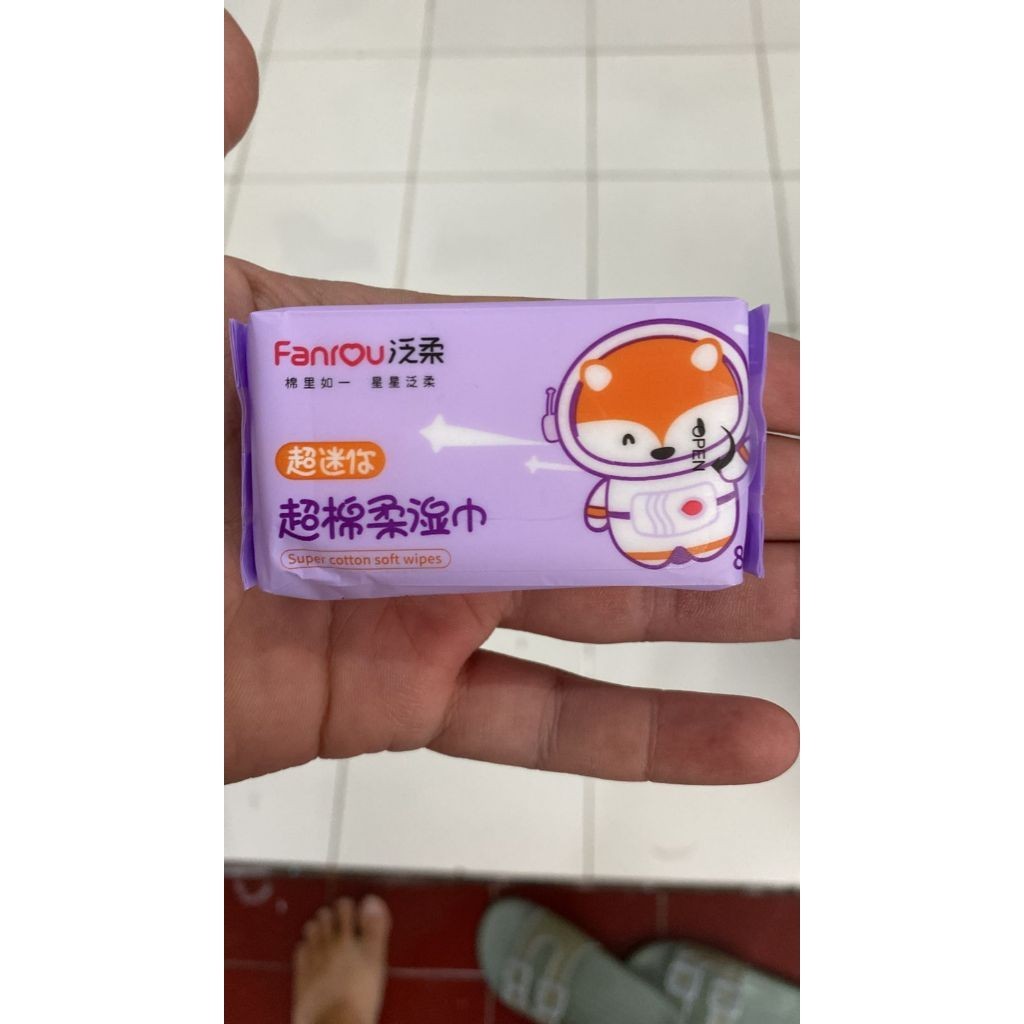 Fanrou泛柔
棉里如一 星星泛柔
超迷你
超棉柔湿巾
Super cotton soft wipes
OPEN
8